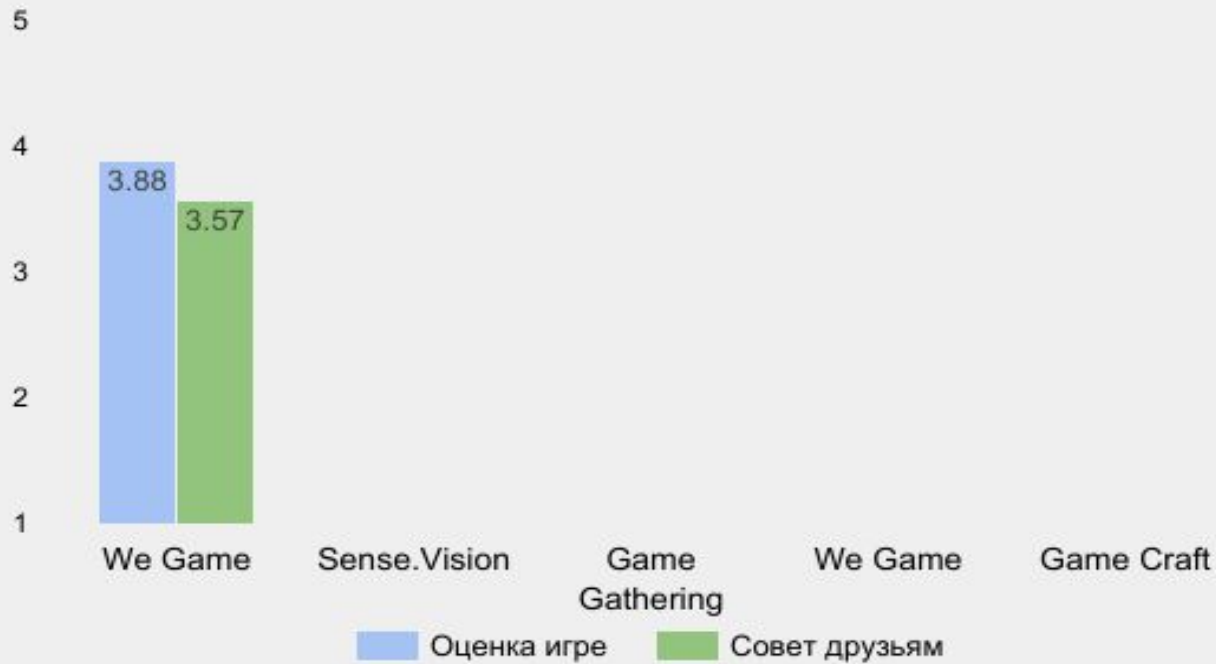 5
4
3.88
3.57
3
2
1
We Game
Sense.Vision
Game
Gathering
We Game
Game Craft
Оценка игре
Совет друзьям